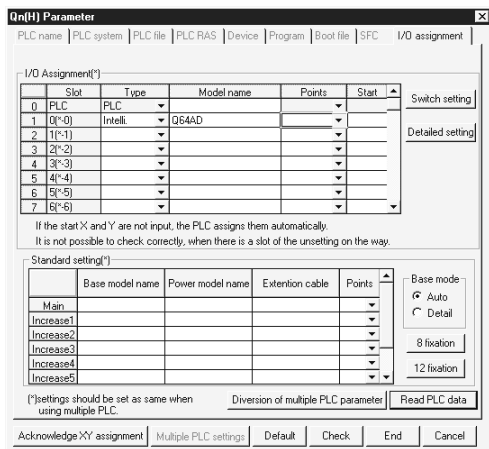 Qn(H) Parameter
PLC name PLC system PLC file PLC RAS Device Program Boot file SFC I/O assignment
I/O Assignment(*)
Slot Type Model name Points Start
0 PLC PLC
1 0(*-0) Intelli. Q64AD
2 1(*-1)
3 2(*-2)
4 3(*-3)
5 4(*-4)
6 5(*-5)
7 6(*-6)
Switch setting
Detailed setting
If the start X and Y are not input, the PLC assigns them automatically.
It is not possible to check correctly, when there is a slot of the unsetting on the way.
Standard setting(*)
Base model name Power model name Extention cable Points
Main
Increase1
Increase2
Increase3
Increase4
Increase5
Base mode
Auto
Detail
8 fixation
12 fixation
(*)settings should be set as same when
using multiple PLC.
Diversion of multiple PLC parameter Read PLC data
Acknowledge XY assignment Multiple PLC settings Default Check End Cancel